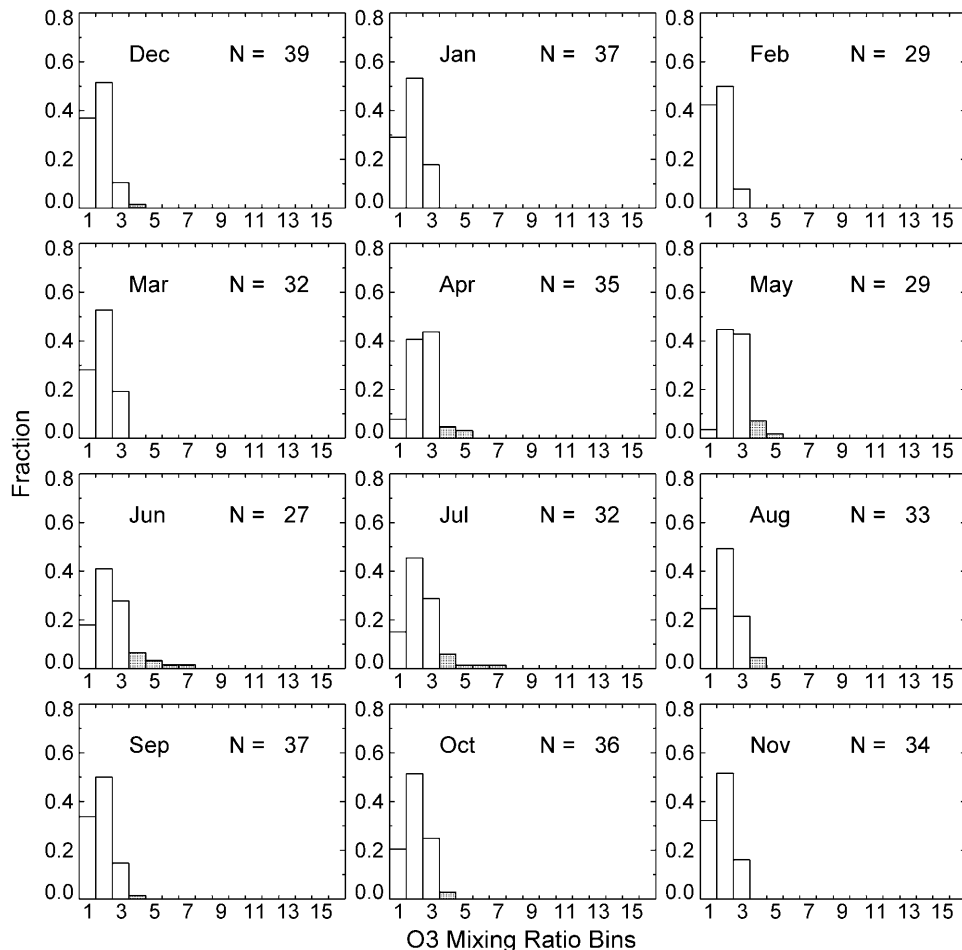 0.8 0.8 0.8
Dec N = 39 Jan N = 37 Feb N = 29
0.6 0.6 0.6
0.4 0.4 0.4
0.2 0.2 0.2
0.0 0.0 0.0
1 3 5 7 9 11 13 15 1 3 5 7 9 11 13 15 1 3 5 7 9 11 13 15
0.8 0.8 0.8
Mar N = 32 Apr N = 35 May N = 29
0.6 0.6 0.6
0.4 0.4 0.4
0.2 0.2 0.2
0.0 0.0 0.0
1 3 5 7 9 11 13 15 1 3 5 7 9 11 13 15 1 3 5 7 9 11 13 15
Fraction
0.8 0.8 0.8
Jun N = 27 Jul N = 32 Aug N = 33
0.6 0.6 0.6
0.4 0.4 0.4
0.2 0.2 0.2
0.0 0.0 0.0
1 3 5 7 9 11 13 15 1 3 5 7 9 11 13 15 1 3 5 7 9 11 13 15
0.8 0.8 0.8
Sep N = 37 Oct N = 36 Nov N = 34
0.6 0.6 0.6
0.4 0.4 0.4
0.2 0.2 0.2
0.0 0.0 0.0
1 3 5 7 9 11 13 15 1 3 5 7 9 11 13 15 1 3 5 7 9 11 13 15
O3 Mixing Ratio Bins